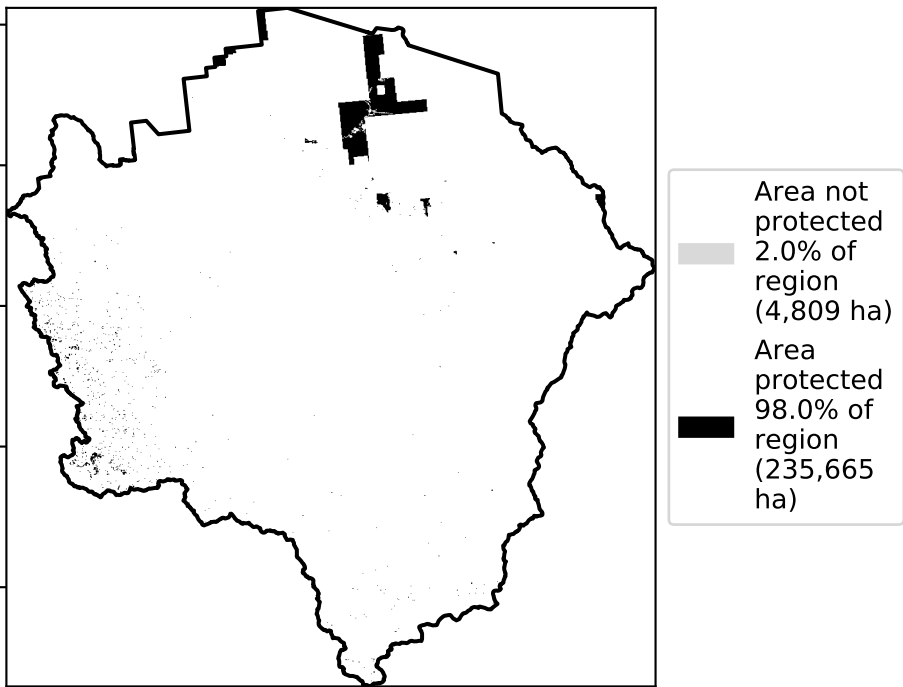 Area not
protected
2.0% of
region
(4,809 ha)
Area
protected
98.0% of
region
(235,665
ha)